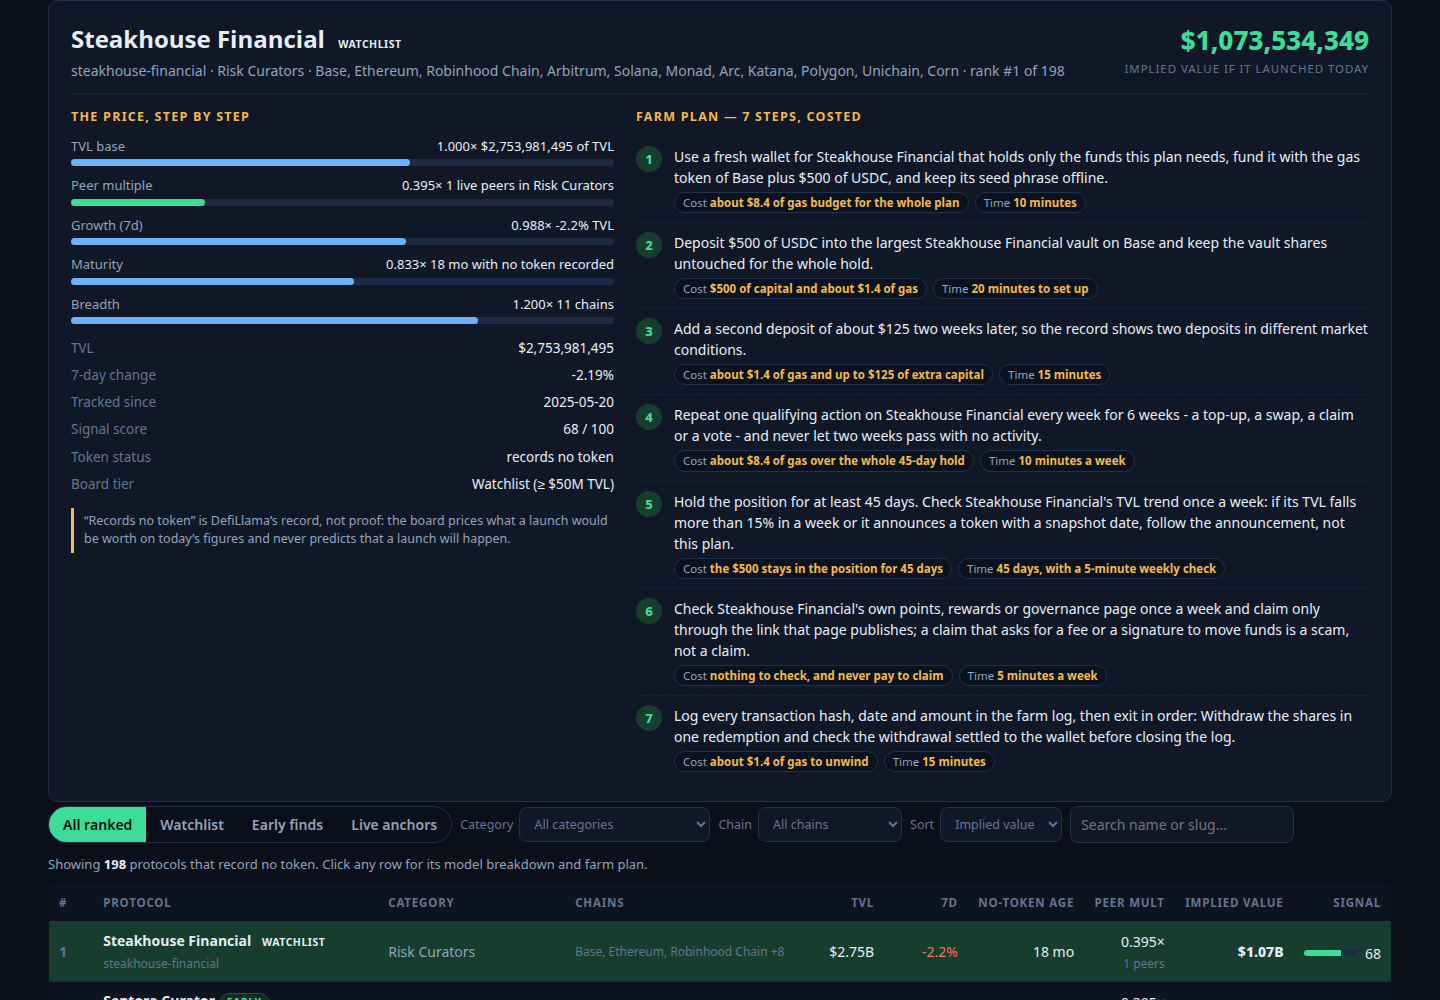 Steakhouse Financial WATCHLIST
$1,073,534,349
steakhouse-financial · Risk Curators · Base, Ethereum, Robinhood Chain, Arbitrum, Solana, Monad, Arc, Katana, Polygon, Unichain, Corn · rank #1 of 198
IMPLIED VALUE IF IT LAUNCHED TODAY
THE PRICE, STEP BY STEP
TVL base 1.000× $2,753,981,495 of TVL
Peer multiple 0.395× 1 live peers in Risk Curators
Growth (7d) 0.988× -2.2% TVL
Maturity 0.833× 18 mo with no token recorded
Breadth 1.200× 11 chains
TVL $2,753,981,495
7-day change -2.19%
Tracked since 2025-05-20
Signal score 68 / 100
Token status records no token
Board tier Watchlist (≥ $50M TVL)
“Records no token” is DefiLlama’s record, not proof: the board prices what a launch would
be worth on today’s figures and never predicts that a launch will happen.
FARM PLAN — 7 STEPS, COSTED
1 Use a fresh wallet for Steakhouse Financial that holds only the funds this plan needs, fund it with the gas
token of Base plus $500 of USDC, and keep its seed phrase offline.
Cost about $8.4 of gas budget for the whole plan Time 10 minutes
2 Deposit $500 of USDC into the largest Steakhouse Financial vault on Base and keep the vault shares
untouched for the whole hold.
Cost $500 of capital and about $1.4 of gas Time 20 minutes to set up
3 Add a second deposit of about $125 two weeks later, so the record shows two deposits in different market
conditions.
Cost about $1.4 of gas and up to $125 of extra capital Time 15 minutes
4 Repeat one qualifying action on Steakhouse Financial every week for 6 weeks - a top-up, a swap, a claim
or a vote - and never let two weeks pass with no activity.
Cost about $8.4 of gas over the whole 45-day hold Time 10 minutes a week
5 Hold the position for at least 45 days. Check Steakhouse Financial's TVL trend once a week: if its TVL falls
more than 15% in a week or it announces a token with a snapshot date, follow the announcement, not
this plan.
Cost the $500 stays in the position for 45 days Time 45 days, with a 5-minute weekly check
6 Check Steakhouse Financial's own points, rewards or governance page once a week and claim only
through the link that page publishes; a claim that asks for a fee or a signature to move funds is a scam,
not a claim.
Cost nothing to check, and never pay to claim Time 5 minutes a week
7 Log every transaction hash, date and amount in the farm log, then exit in order: Withdraw the shares in
one redemption and check the withdrawal settled to the wallet before closing the log.
Cost about $1.4 of gas to unwind Time 15 minutes
All ranked Watchlist Early finds Live anchors Category All categories Chain All chains Sort Implied value Search name or slug...
Showing 198 protocols that record no token. Click any row for its model breakdown and farm plan.
# PROTOCOL CATEGORY CHAINS TVL 7D NO-TOKEN AGE PEER MULT IMPLIED VALUE SIGNAL
1 Steakhouse Financial WATCHLIST Risk Curators Base, Ethereum, Robinhood Chain +8 $2.75B -2.2% 18 mo 0.395× $1.07B 68
steakhouse-financial 1 peers